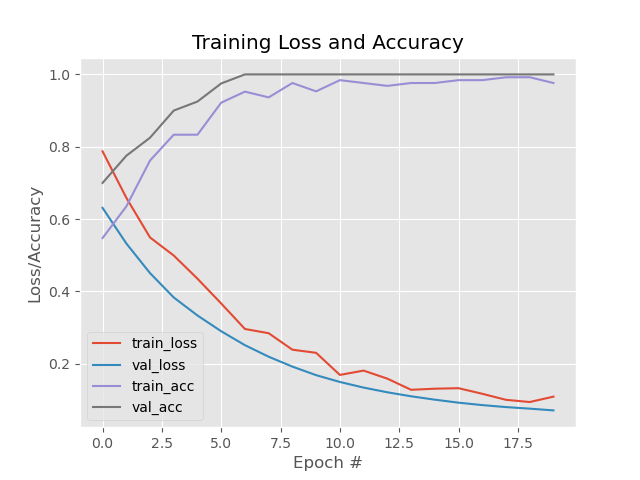 Training Loss and Accuracy
1.0
0.8
0.6
0.4
0.2
Loss/Accuracy
train_loss
val_loss
train_acc
val_acc
0.0 2.5 5.0 7.5 10.0 12.5 15.0 17.5
Epoch #